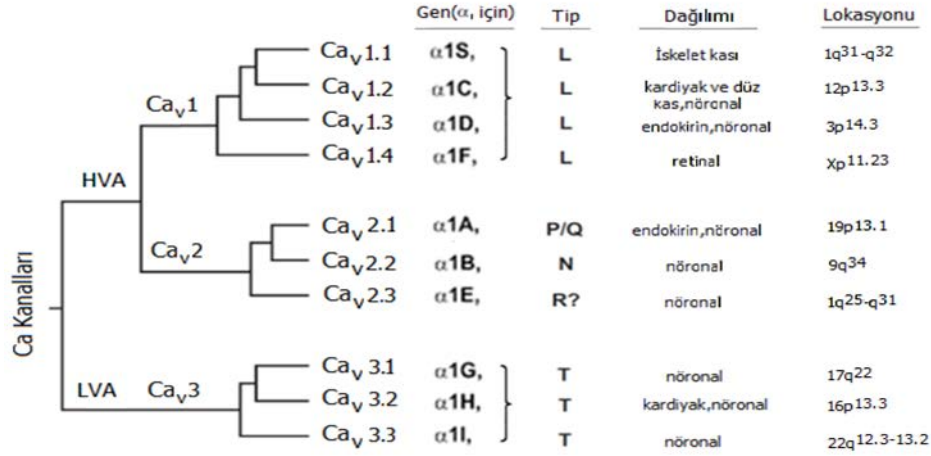 Gen(α, için) Tip Dağılımı Lokasyonu
Cav1.1 α1S, L İskelet kası 1q31-q32
Cav1.2 α1C, L kardiyak ve düz kas,nöronal 12p13.3
Cav1
Cav1.3 α1D, L endokirin,nöronal 3p14.3
Cav1.4 α1F, L retinal Xp11.23
HVA
Cav2.1 α1A, P/Q endokirin,nöronal 19p13.1
Cav2
Cav2.2 α1B, N nöronal 9q34
Cav2.3 α1E, R? nöronal 1q25-q31
Ca Kanalları
Cav3.1 α1G, T nöronal 17q22
LVA Cav3
Cav3.2 α1H, T kardiyak,nöronal 16p13.3
Cav3.3 α1I, T nöronal 22q12.3-13.2